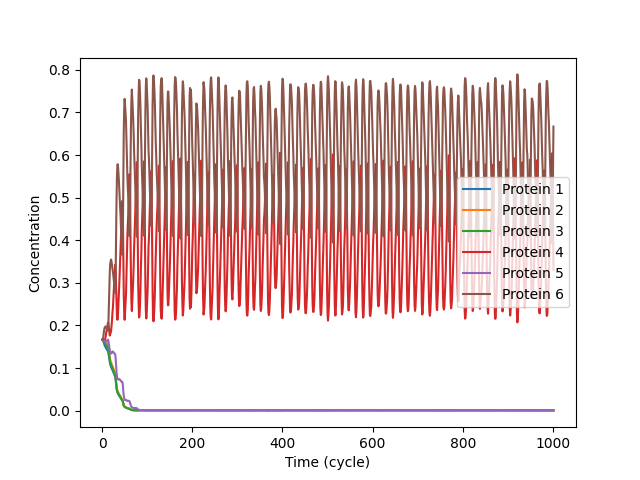 0.8
0.7
0.6
0.5
0.4
0.3
0.2
0.1
0.0
Concentration
0
200
400
600
800
1000
Time (cycle)
Protein 1
Protein 2
Protein 3
Protein 4
Protein 5
Protein 6